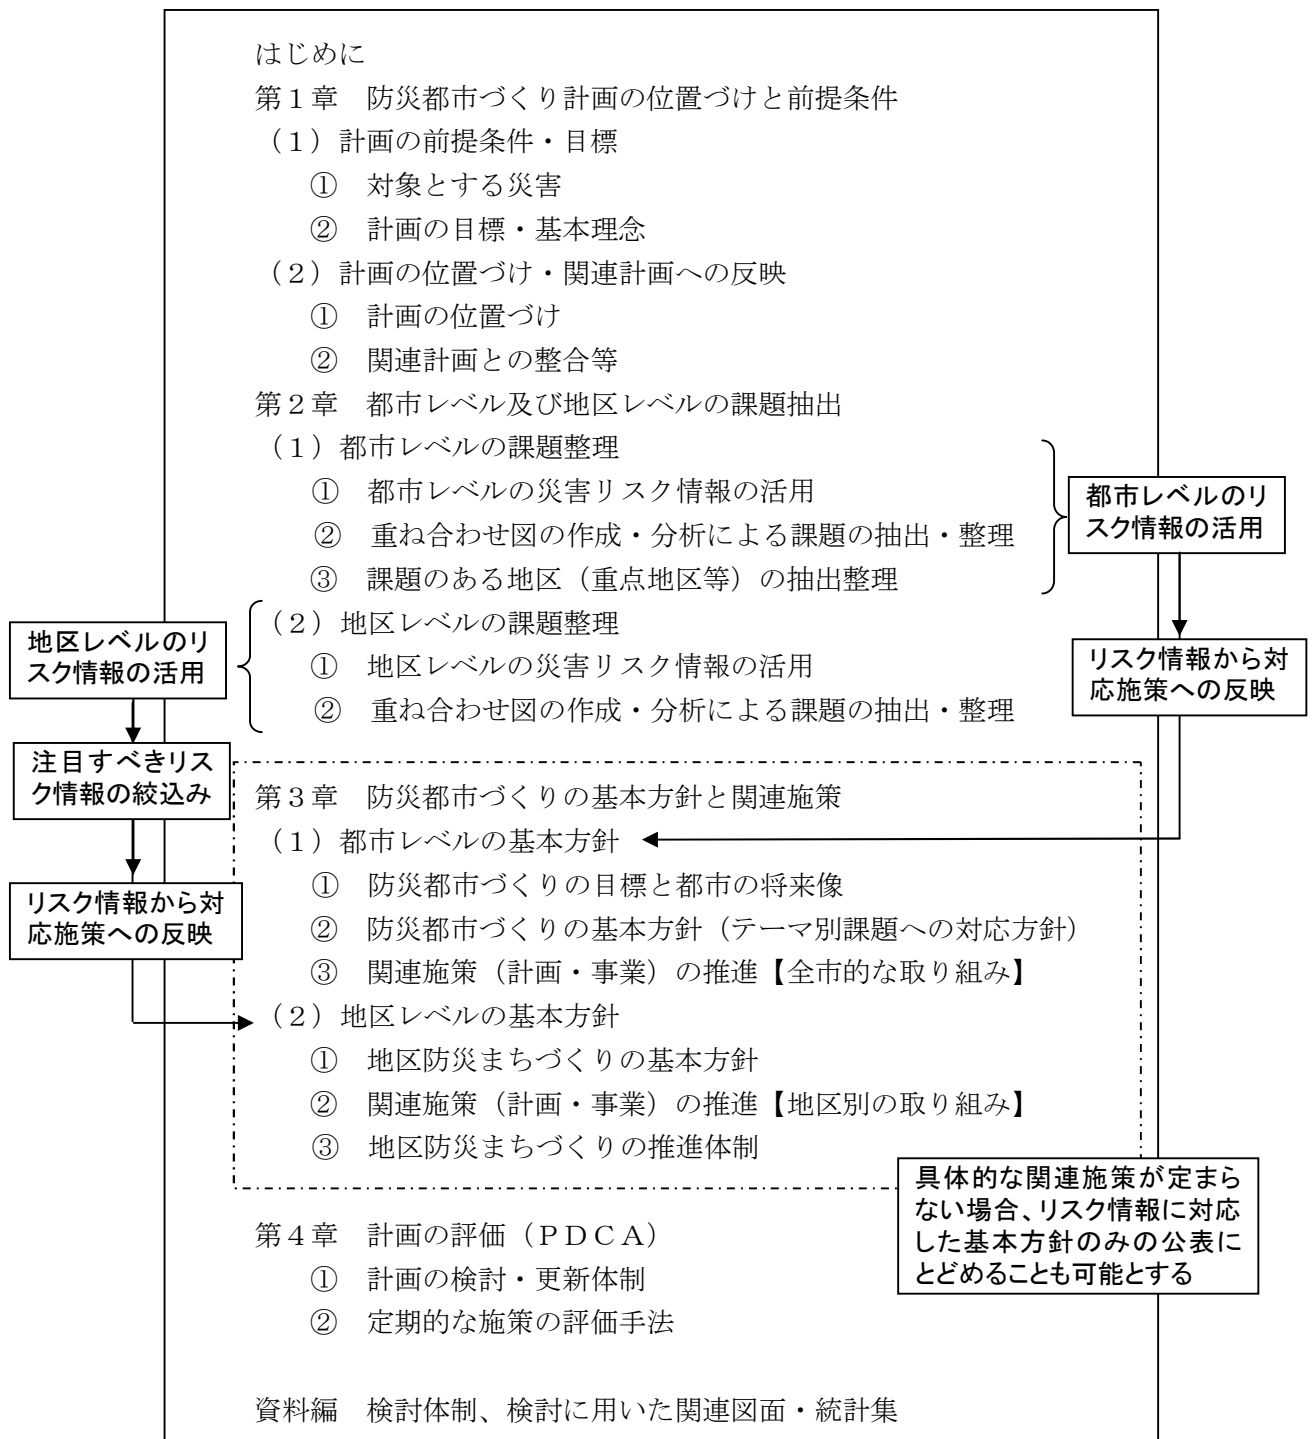 はじめに
第１章　防災都市づくり計画の位置づけと前提条件
（１）計画の前提条件・目標
①　対象とする災害
②　計画の目標・基本理念
（２）計画の位置づけ・関連計画への反映
①　計画の位置づけ
②　関連計画との整合等
第２章　都市レベル及び地区レベルの課題抽出
（１）都市レベルの課題整理
①　都市レベルの災害リスク情報の活用
②　重ね合わせ図の作成・分析による課題の抽出・整理
③　課題のある地区（重点地区等）の抽出整理
都市レベルのリ
スク情報の活用
（２）地区レベルの課題整理
①　地区レベルの災害リスク情報の活用
②　重ね合わせ図の作成・分析による課題の抽出・整理
地区レベルのリ
スク情報の活用
リスク情報から対
応施策への反映
注目すべきリス
ク情報の絞込み
リスク情報から対
応施策への反映
第３章　防災都市づくりの基本方針と関連施策
（１）都市レベルの基本方針
①　防災都市づくりの目標と都市の将来像
②　防災都市づくりの基本方針（テーマ別課題への対応方針）
③　関連施策（計画・事業）の推進【全市的な取り組み】
（２）地区レベルの基本方針
①　地区防災まちづくりの基本方針
②　関連施策（計画・事業）の推進【地区別の取り組み】
③　地区防災まちづくりの推進体制
具体的な関連施策が定まら
ない場合、リスク情報に対応
した基本方針のみの公表に
とどめることも可能とする
第４章　計画の評価（ＰＤＣＡ）
①　計画の検討・更新体制
②　定期的な施策の評価手法
資料編　検討体制、検討に用いた関連図面・統計集